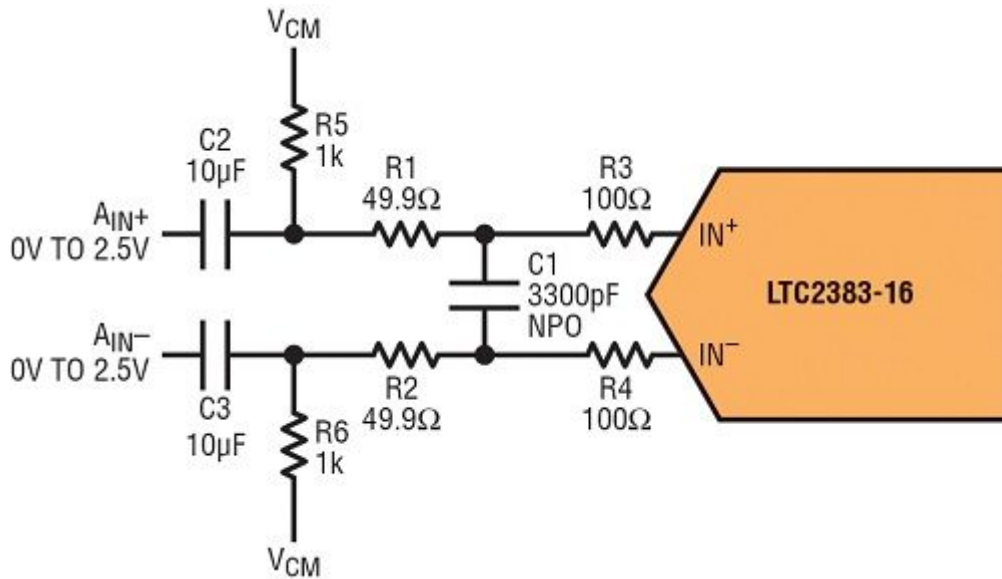 VCM
R5
1k
C2
10µF
R1
49.9Ω
R3
100Ω
AIN+
0V TO 2.5V
IN+
C1
3300pF
NPO
LTC2383-16
AIN–
0V TO 2.5V
IN–
C3
10µF
R2
49.9Ω
R4
100Ω
R6
1k
VCM